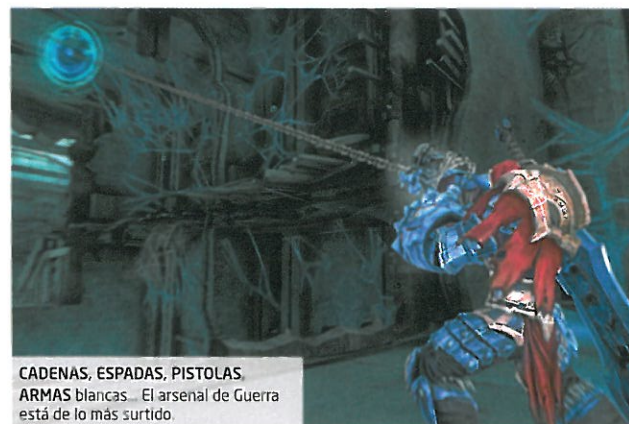 CADENAS, ESPADAS, PISTOLAS,
ARMAS blancas... El arsenal de Guerra
está de lo más surtido.